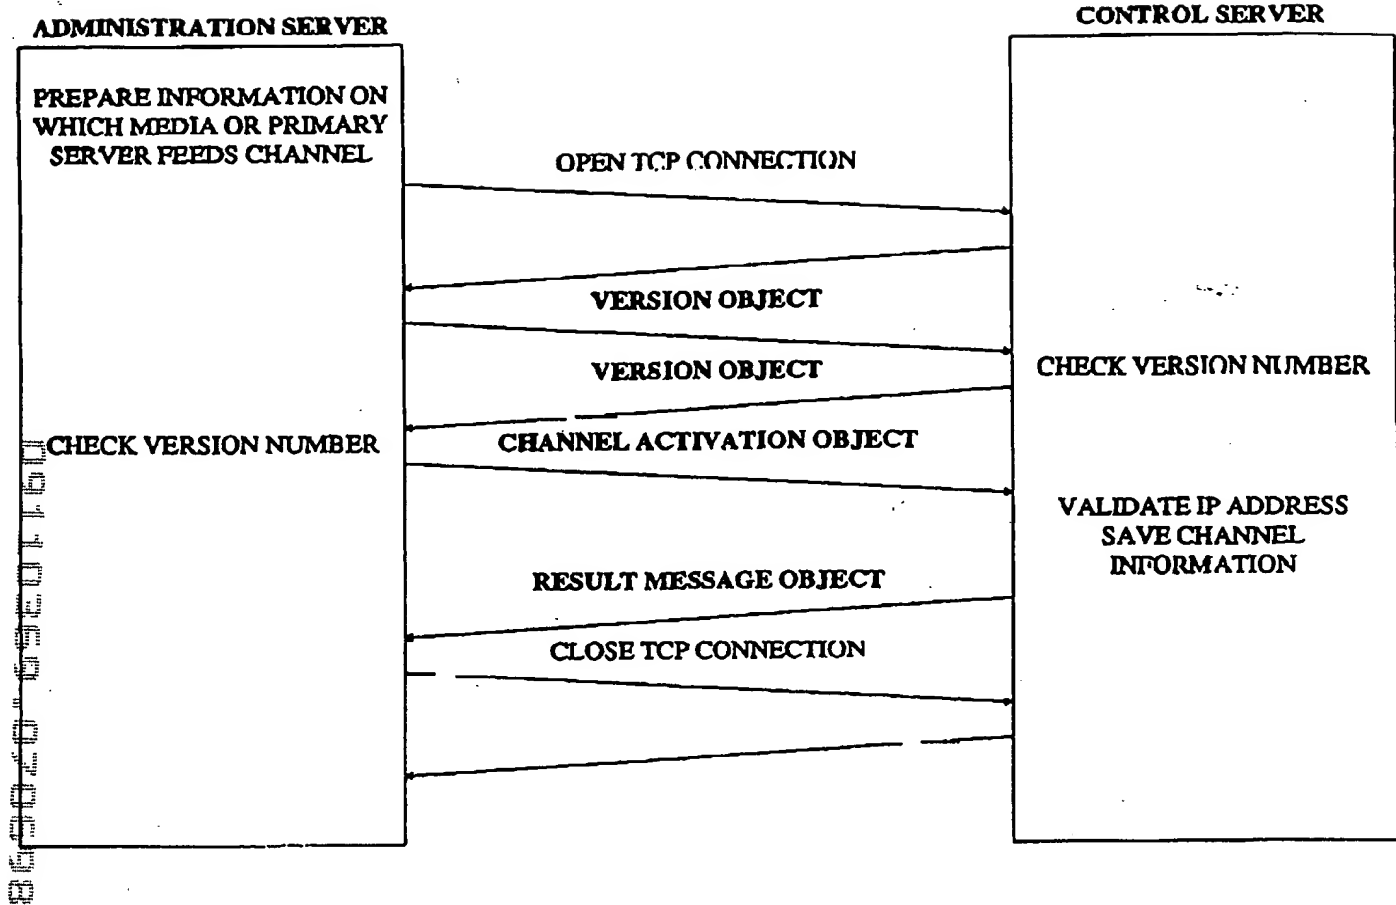 ADMINISTRATION SERVER
CONTROL SERVER
PREPARE INFORMATION ON
WHICH MEDIA OR PRIMARY
SERVER FEEDS CHANNEL
OPEN TCP CONNECTION
VERSION OBJECT
VERSION OBJECT
CHECK VERSION NUMBER
CHECK VERSION NUMBER
CHANNEL ACTIVATION OBJECT
VALIDATE IP ADDRESS
SAVE CHANNEL
INFORMATION
RESULT MESSAGE OBJECT
CLOSE TCP CONNECTION